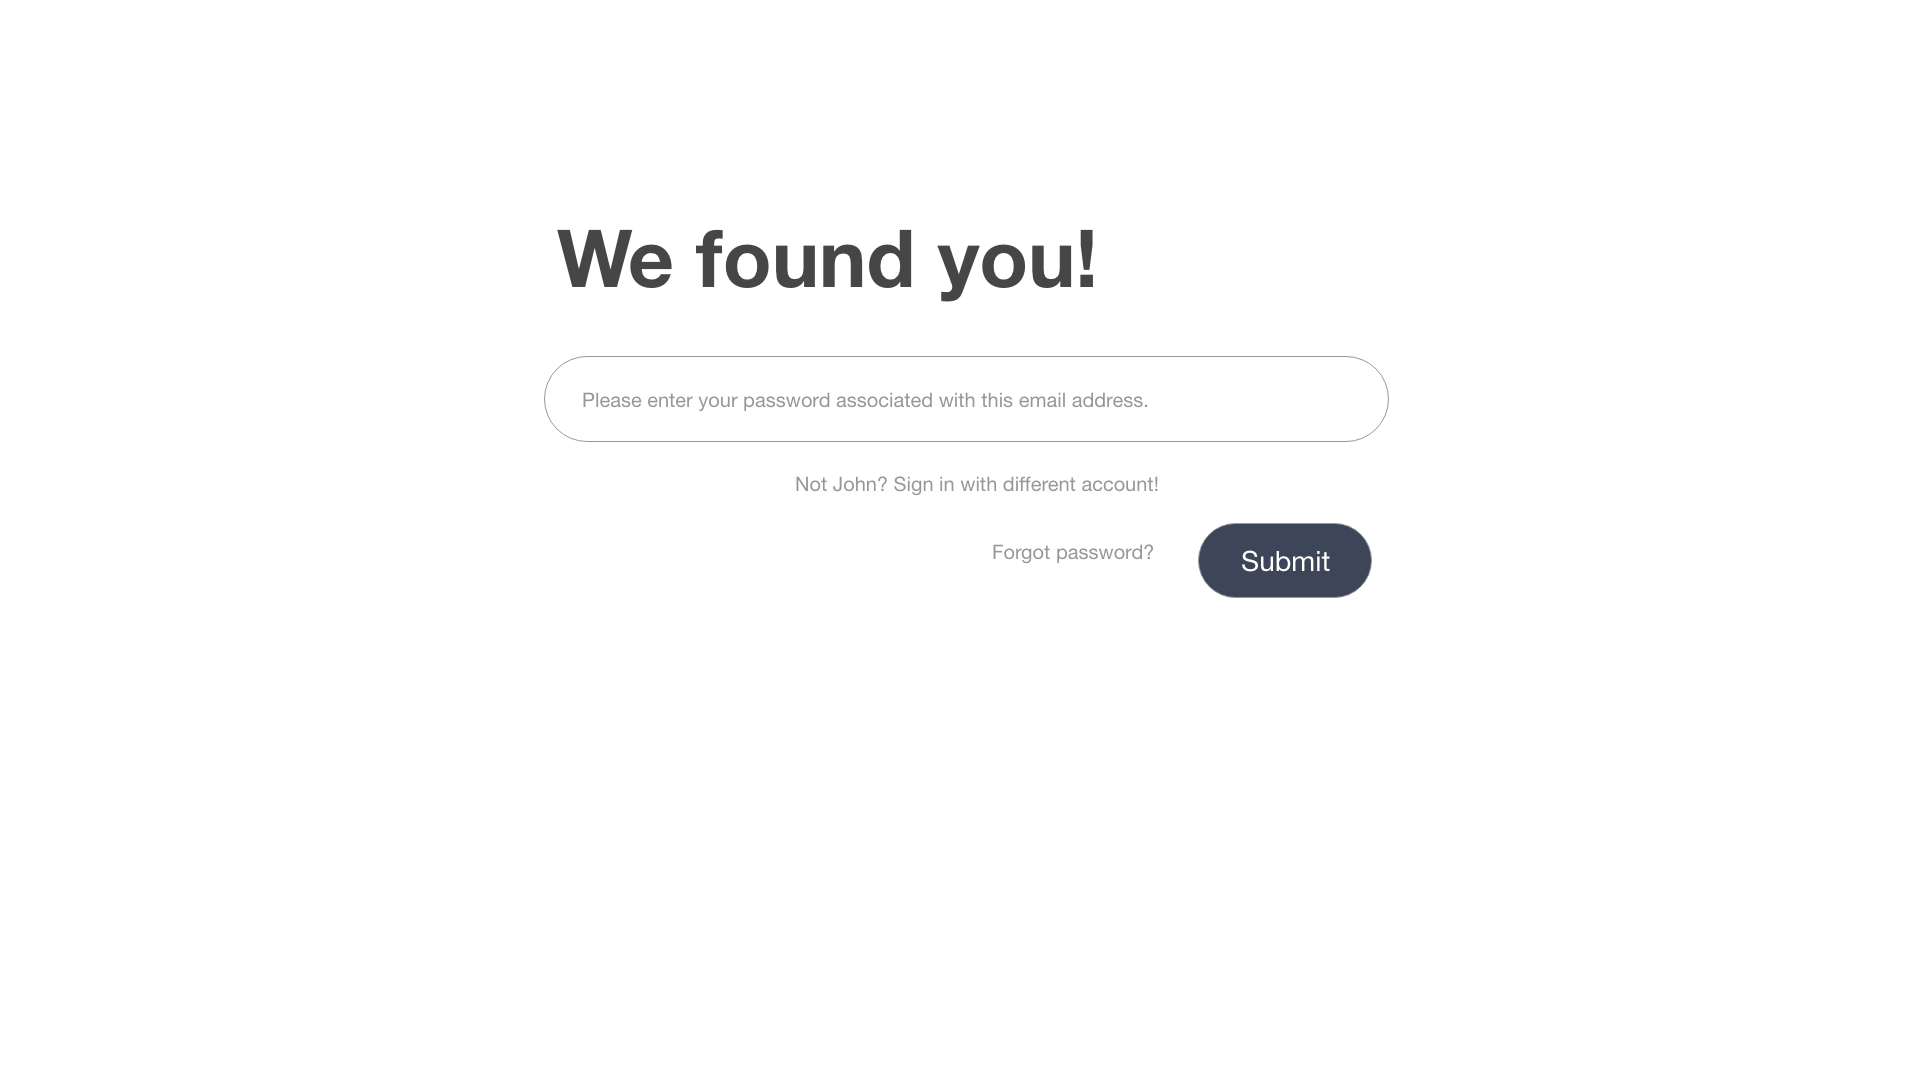 We found you!
Please enter your password associated with this email address.
Not John? Sign in with different account!
Forgot password?
Submit